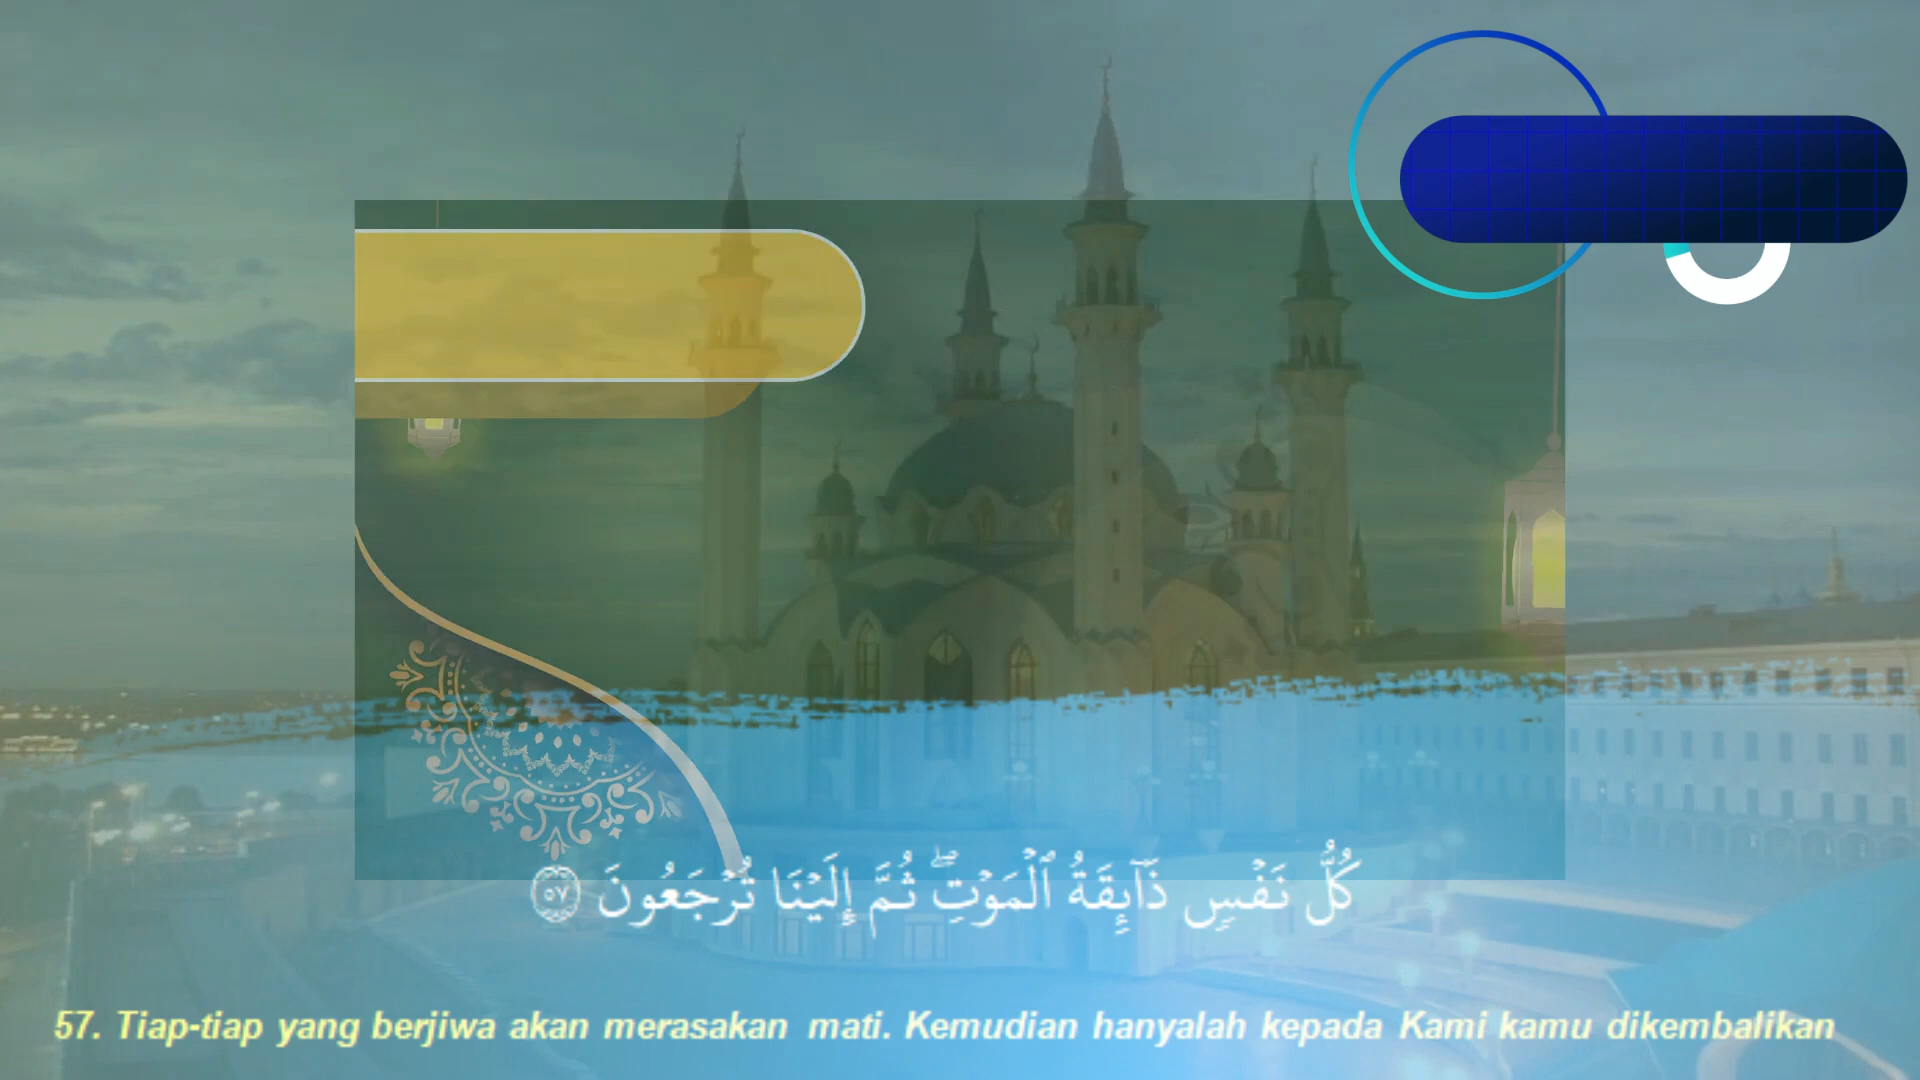 كُلُّ نَفْسٍ ذَآئِقَةُ ٱلْمَوْتِ ۖ ثُمَّ إِلَيْنَا تُرْجَعُونَ ۝٥٧
57. Tiap-tiap yang berjiwa akan merasakan mati. Kemudian hanyalah kepada Kami kamu dikembalikan